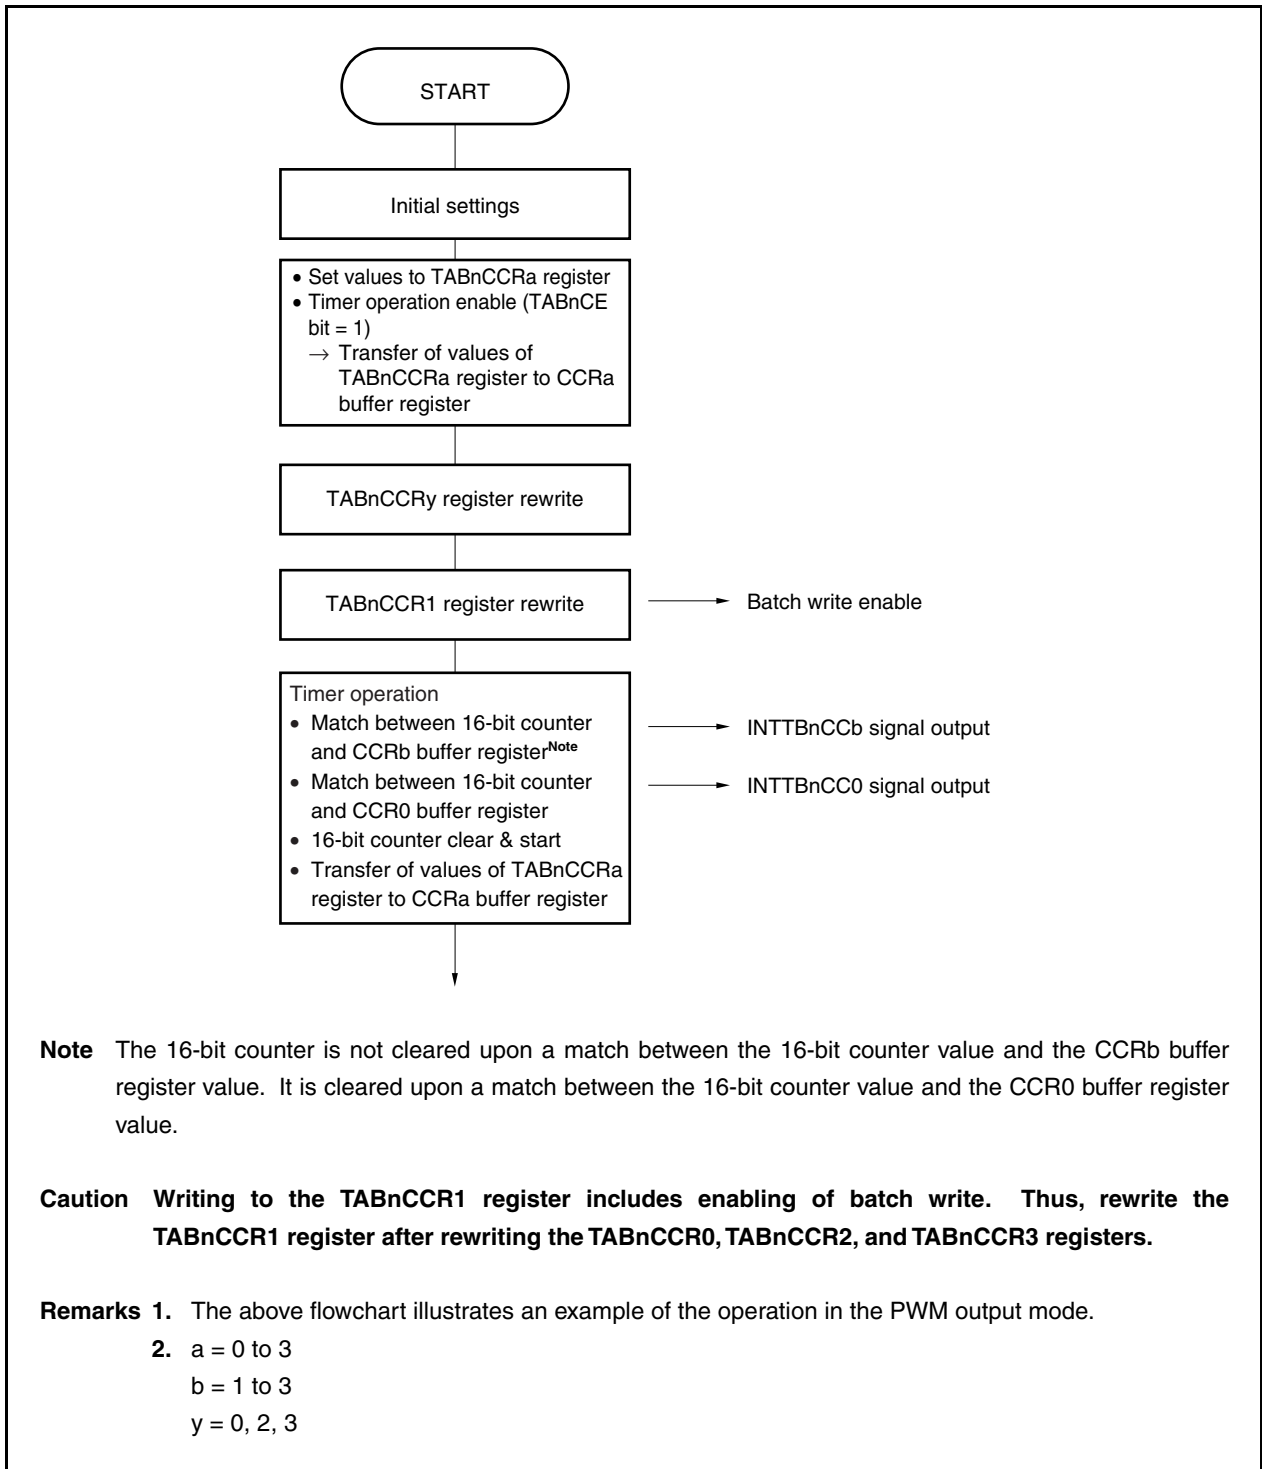 START
Initial settings
• Set values to TABnCCRa register
• Timer operation enable (TABnCE
bit = 1)
→ Transfer of values of
TABnCCRa register to CCRa
buffer register
TABnCCRy register rewrite
TABnCCR1 register rewrite
Batch write enable
Timer operation
• Match between 16-bit counter
and CCRb buffer registerNote
INTTBnCCb signal output
• Match between 16-bit counter
and CCR0 buffer register
INTTBnCC0 signal output
• 16-bit counter clear & start
• Transfer of values of TABnCCRa
register to CCRa buffer register
Note The 16-bit counter is not cleared upon a match between the 16-bit counter value and the CCRb buffer
register value. It is cleared upon a match between the 16-bit counter value and the CCR0 buffer register
value.
Caution Writing to the TABnCCR1 register includes enabling of batch write. Thus, rewrite the
TABnCCR1 register after rewriting the TABnCCR0, TABnCCR2, and TABnCCR3 registers.
Remarks 1. The above flowchart illustrates an example of the operation in the PWM output mode.
2. a = 0 to 3
b = 1 to 3
y = 0, 2, 3